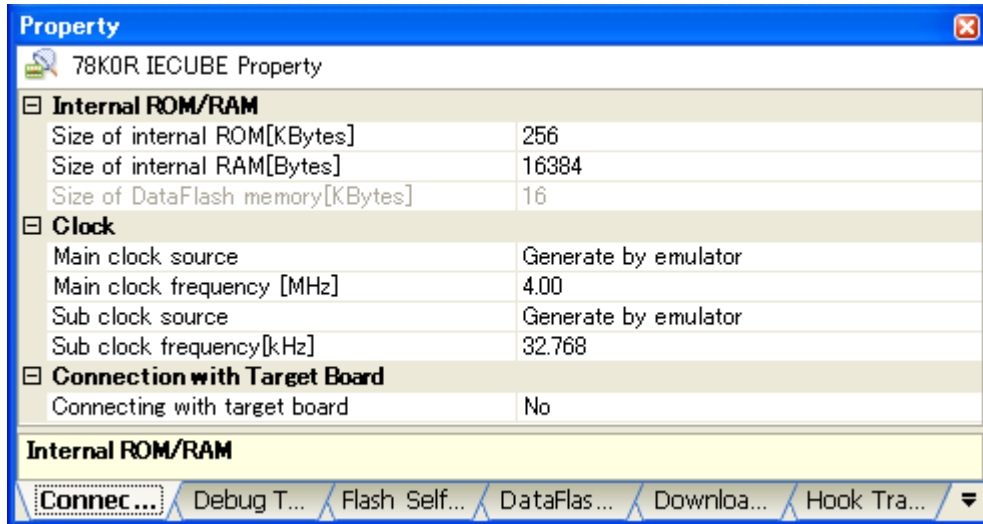 Property
78K0R IECUBE Property
Internal ROM/RAM
Size of internal ROM[KBytes] 256
Size of internal RAM[Bytes] 16384
Size of DataFlash memory[KBytes] 16
Clock
Main clock source Generate by emulator
Main clock frequency [MHz] 4.00
Sub clock source Generate by emulator
Sub clock frequency[kHz] 32.768
Connection with Target Board
Connecting with target board No
Internal ROM/RAM
Connec... Debug T... Flash Self... DataFlas... Downloa... Hook Tra...